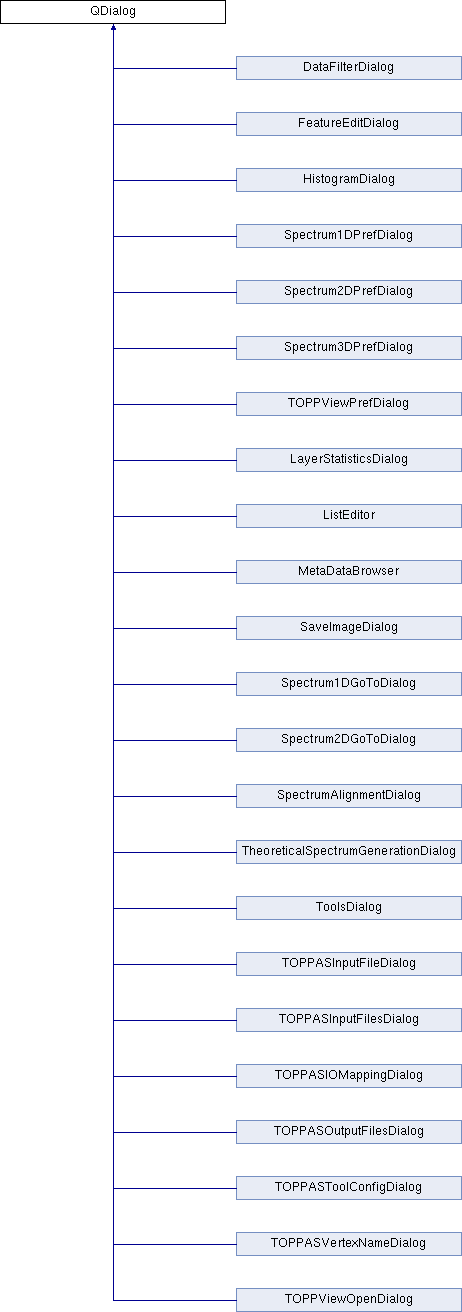 QDialog
DataFilterDialog
FeatureEditDialog
HistogramDialog
Spectrum1DPrefDialog
Spectrum2DPrefDialog
Spectrum3DPrefDialog
TOPPViewPrefDialog
LayerStatisticsDialog
ListEditor
MetaDataBrowser
SaveImageDialog
Spectrum1DGoToDialog
Spectrum2DGoToDialog
SpectrumAlignmentDialog
TheoreticalSpectrumGenerationDialog
ToolsDialog
TOPPASInputFileDialog
TOPPASInputFilesDialog
TOPPASIOMappingDialog
TOPPASOutputFilesDialog
TOPPASToolConfigDialog
TOPPASVertexNameDialog
TOPPViewOpenDialog